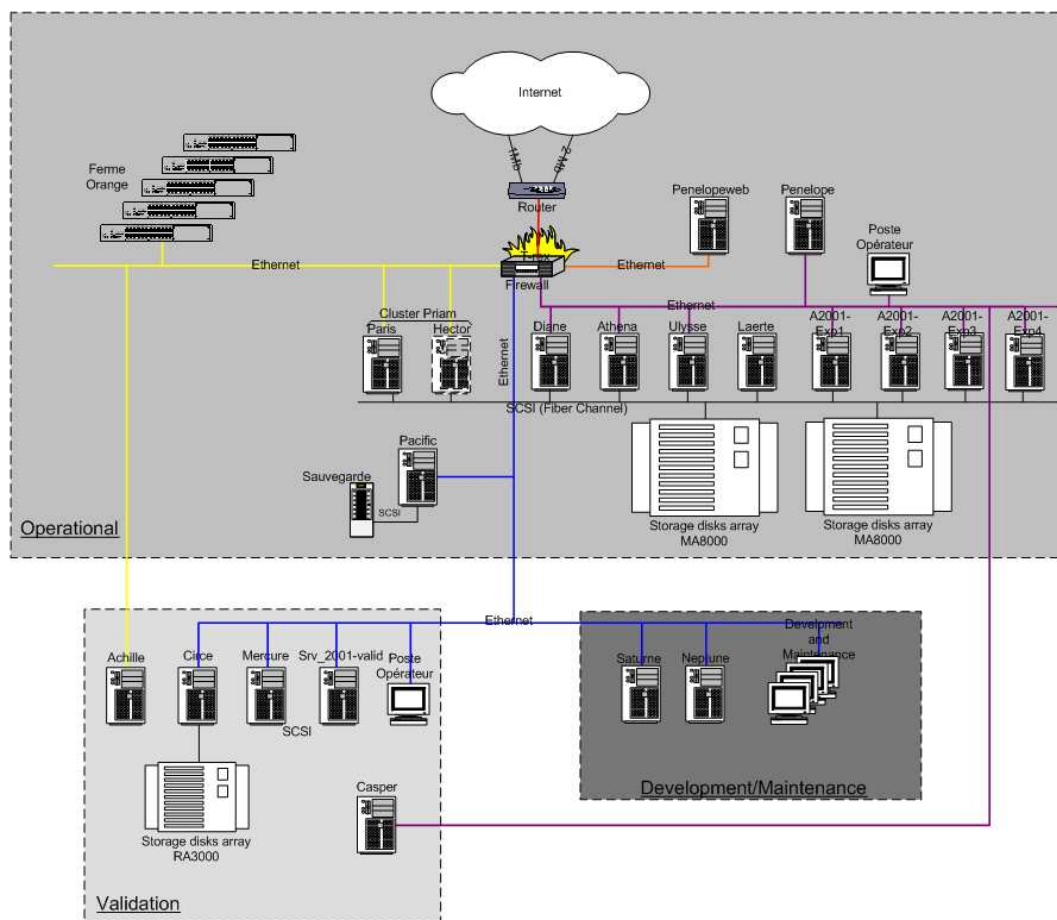 Internet
1Mb
2 Mb
Ferme
Orange
Router
Penelopeweb
Penelope
Poste
Opérateur
Ethernet
Firewall
Ethernet
Ethernet
Cluster Priam
Paris
Hector
Ethernet
Diane
Athena
Ulysse
Laerte
A2001-
Exp1
A2001-
Exp2
A2001-
Exp3
A2001-
Exp4
SCSI (Fiber Channel)
Pacific
Sauvegarde
SCSI
Storage disks array
MA8000
Storage disks array
MA8000
Operational
Ethernet
Achille
Circe
Mercure
Srv_2001-valid
Poste
Opérateur
SCSI
Saturne
Neptune
Development
and
Maintenance
Development/Maintenance
Casper
Storage disks array
RA3000
Validation